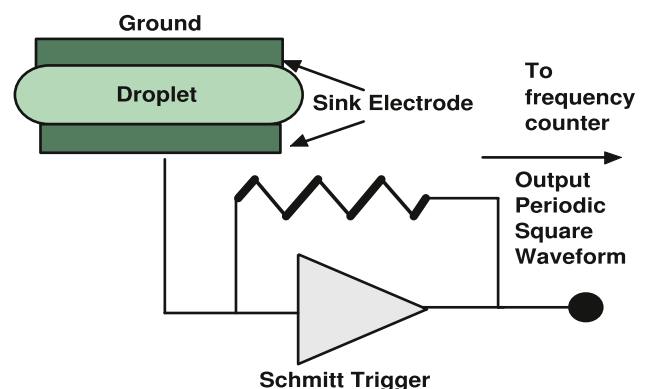 Ground
Droplet
Sink Electrode
To
frequency
counter
Output
Periodic
Square
Waveform
Schmitt Trigger